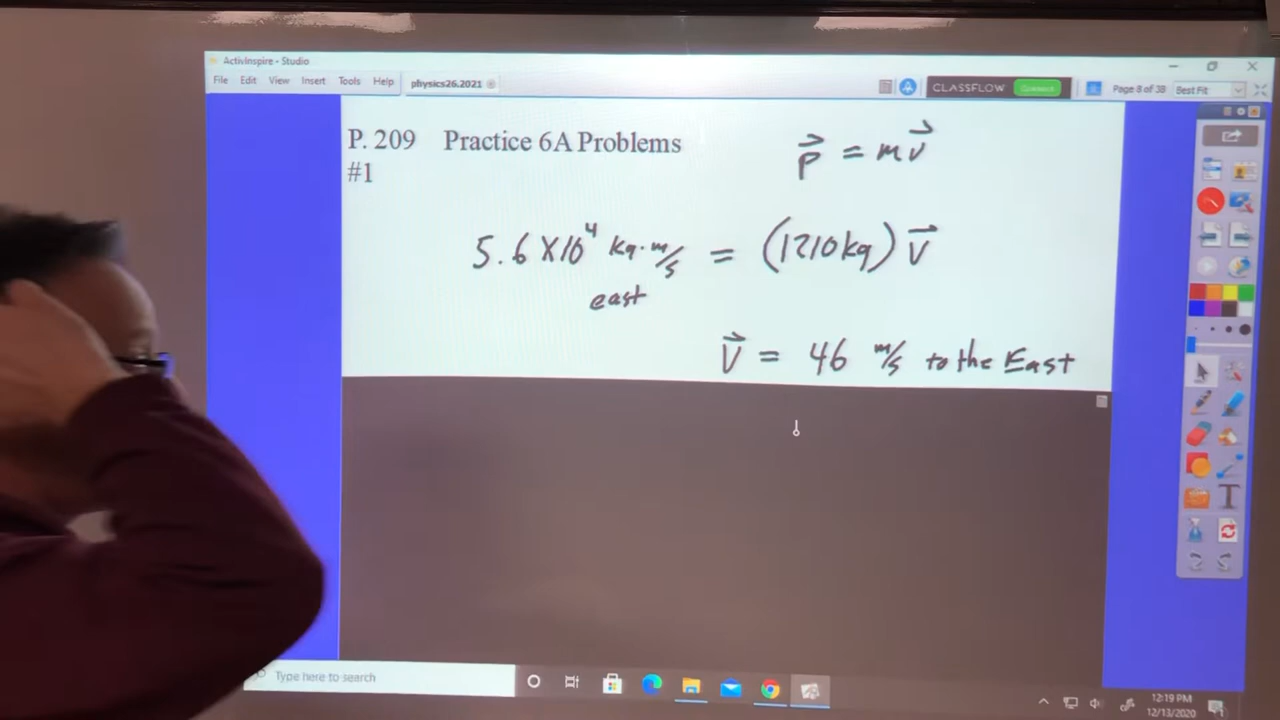 ActivInspire - Studio
File Edit View Insert Tools Help physics26.2021 CLASSFLOW Connect Page 8 of 38 Best Fit
P. 209 Practice 6A Problems
#1
p⃗ = mv⃗
5.6 X 10⁴ kg·m/s = (1210 kg) v⃗
east
v⃗ = 46 m/s to the East
Type here to search
12:19 PM
12/13/2020